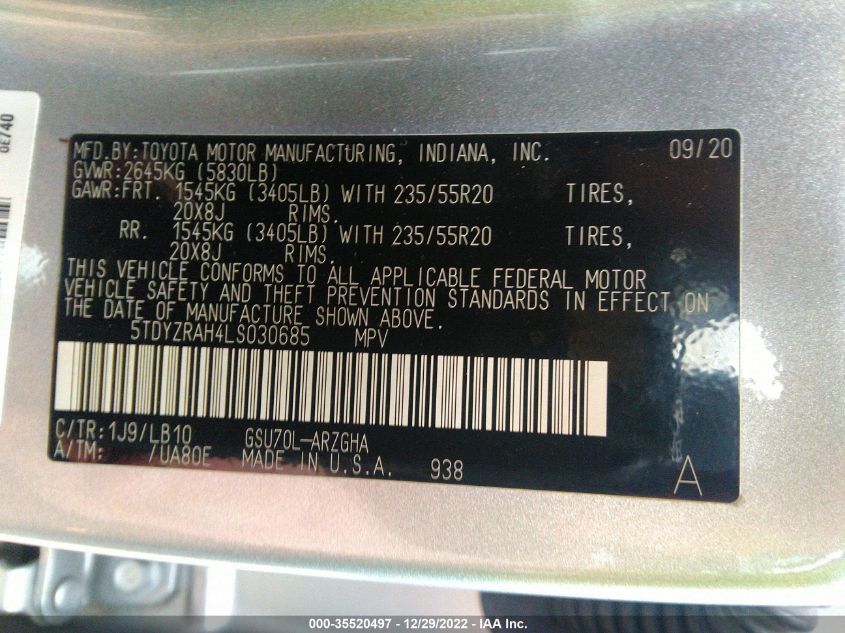 0E740
MFD.BY:TOYOTA MOTOR MANUFACTURING, INDIANA, INC. 09/20
GVWR:2645KG (5830LB)
GAWR:FRT. 1545KG (3405LB) WITH 235/55R20 TIRES,
20X8J RIMS.
RR. 1545KG (3405LB) WITH 235/55R20 TIRES,
20X8J RIMS.
THIS VEHICLE CONFORMS TO ALL APPLICABLE FEDERAL MOTOR
VEHICLE SAFETY AND THEFT PREVENTION STANDARDS IN EFFECT ON
THE DATE OF MANUFACTURE SHOWN ABOVE.
5TDYZRAH4LS030685 MPV
C/TR:1J9/LB10 GSU70L-ARZGHA
A/TM: /UA80E MADE IN U.S.A. 938 A
000-35520497 - 12/29/2022 - IAA Inc.